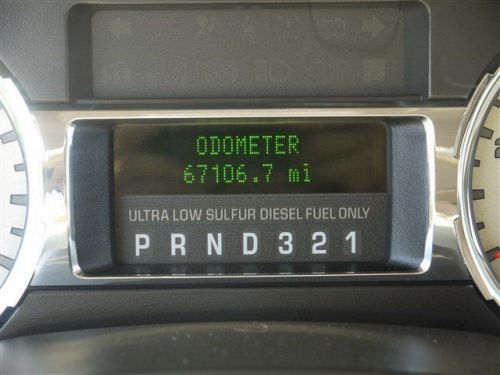 ODOMETER
67106.7 mi
ULTRA LOW SULFUR DIESEL FUEL ONLY
P R N D 3 2 1